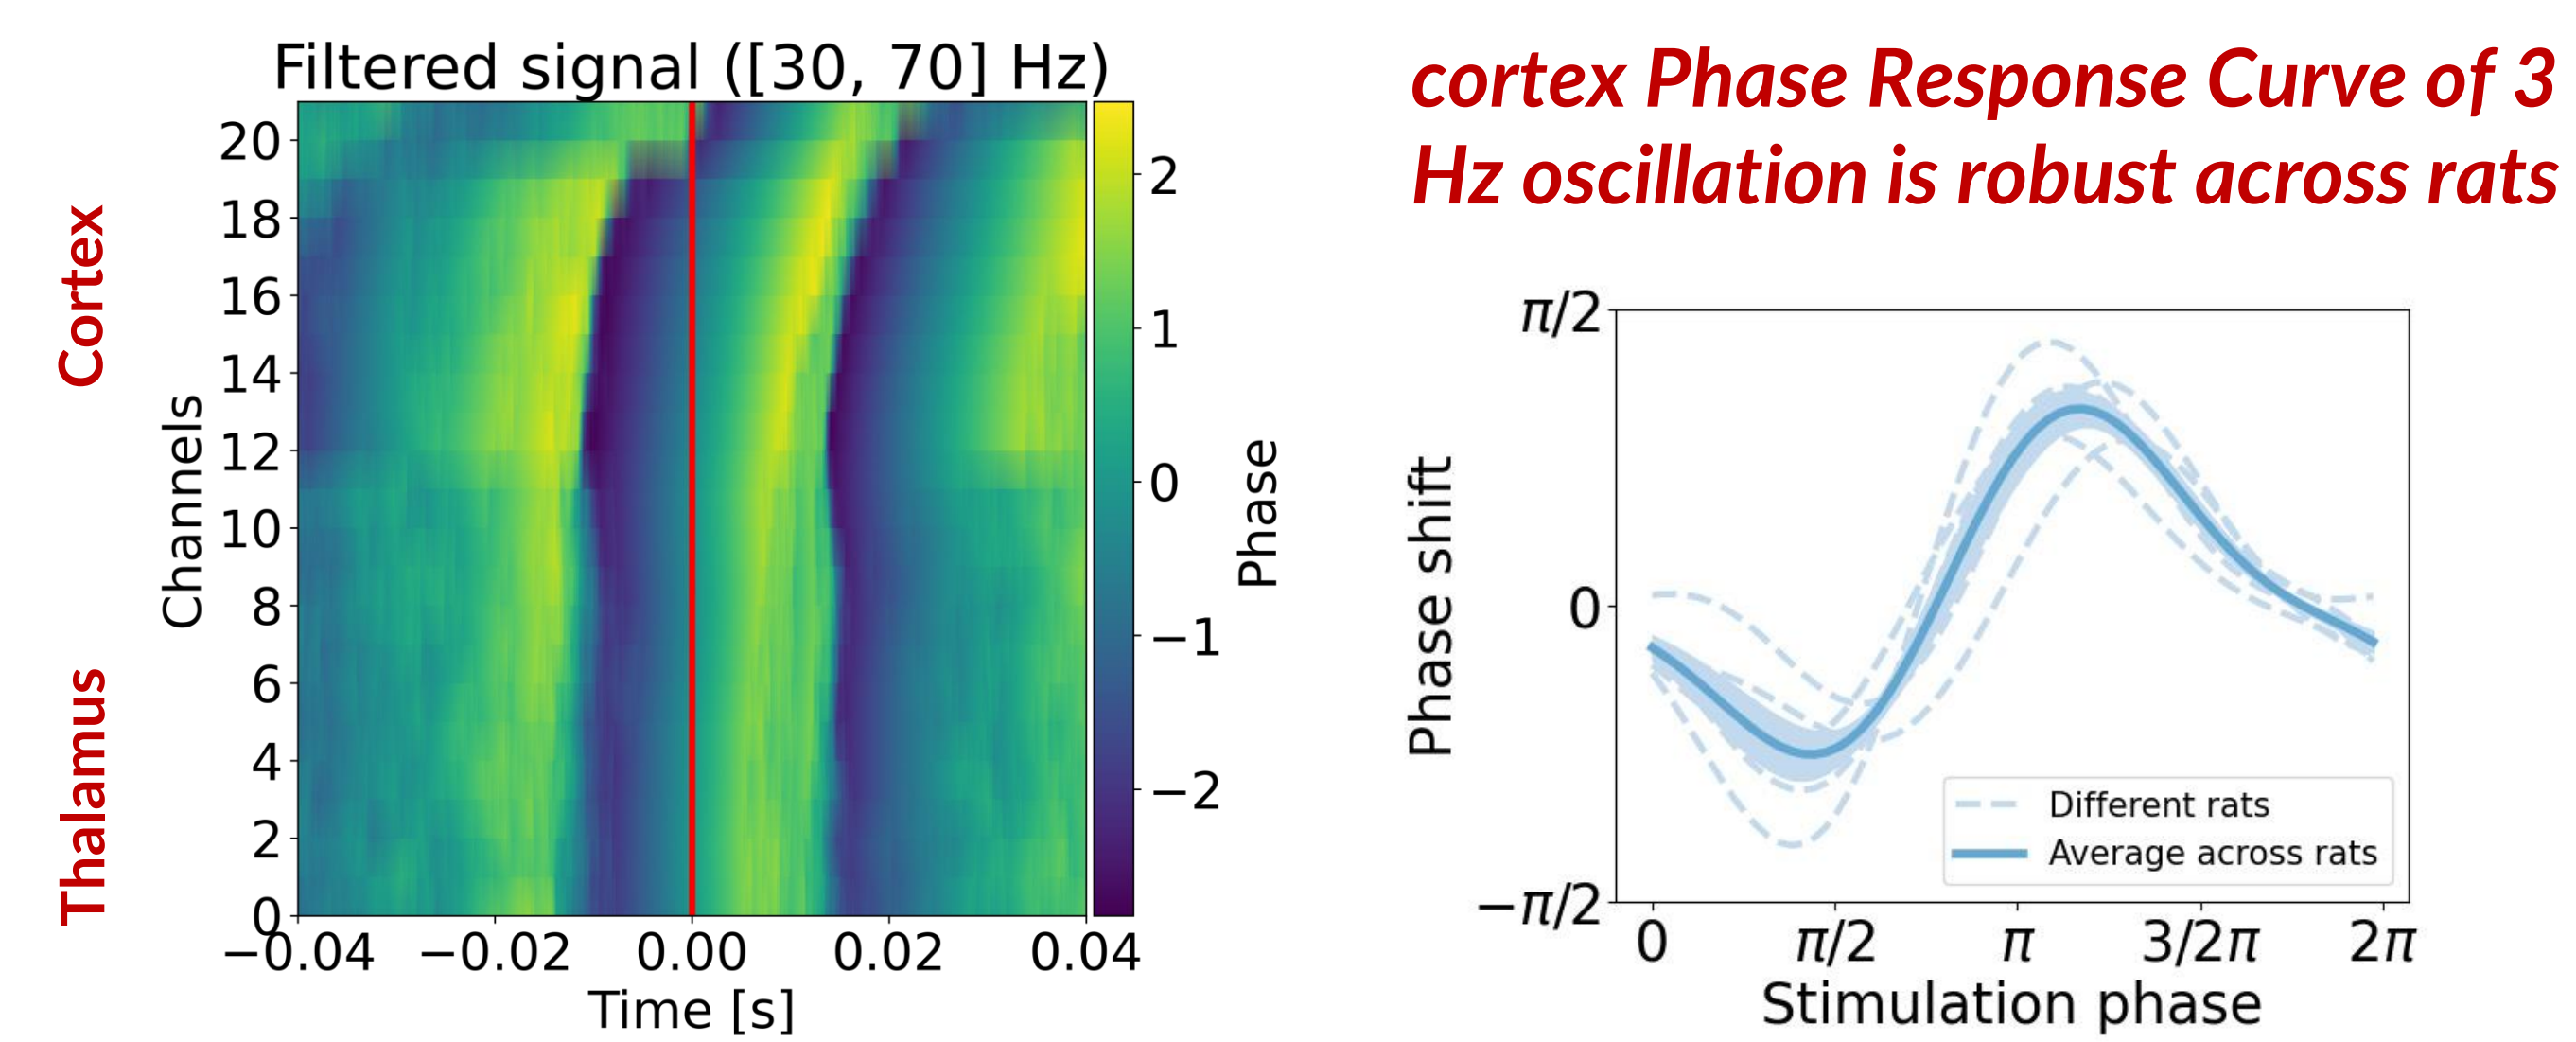 Filtered signal ([30, 70] Hz)
Cortex
Thalamus
Channels
20
18
16
14
12
10
8
6
4
2
0
−0.04
−0.02
0.00
0.02
0.04
Time [s]
2
1
0
−1
−2
Phase
cortex Phase Response Curve of 3
Hz oscillation is robust across rats
Phase shift
π/2
0
−π/2
0
π/2
π
3/2π
2π
Stimulation phase
Different rats
Average across rats